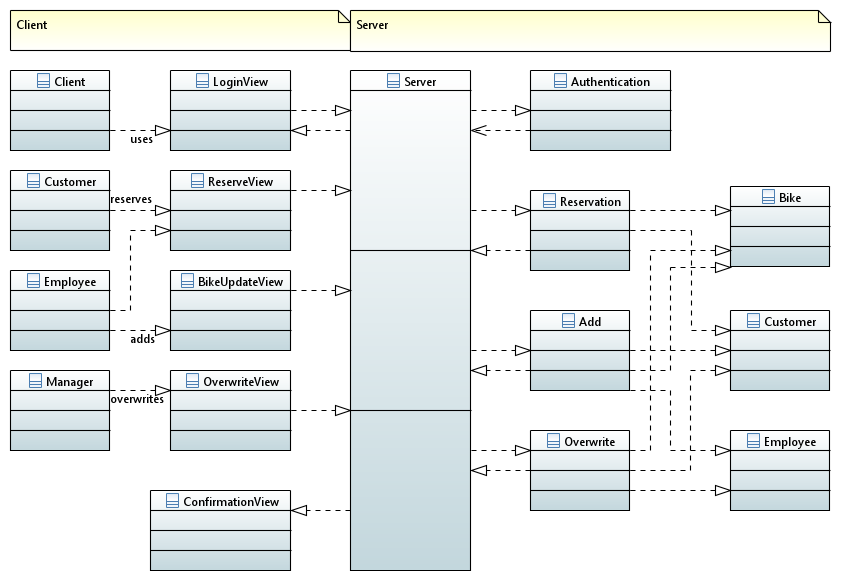 Client
Server
Client
LoginView
Server
Authentication
uses
Customer
ReserveView
reserves
Reservation
Bike
Employee
BikeUpdateView
adds
Add
Customer
Manager
OverwriteView
overwrites
Overwrite
Employee
ConfirmationView